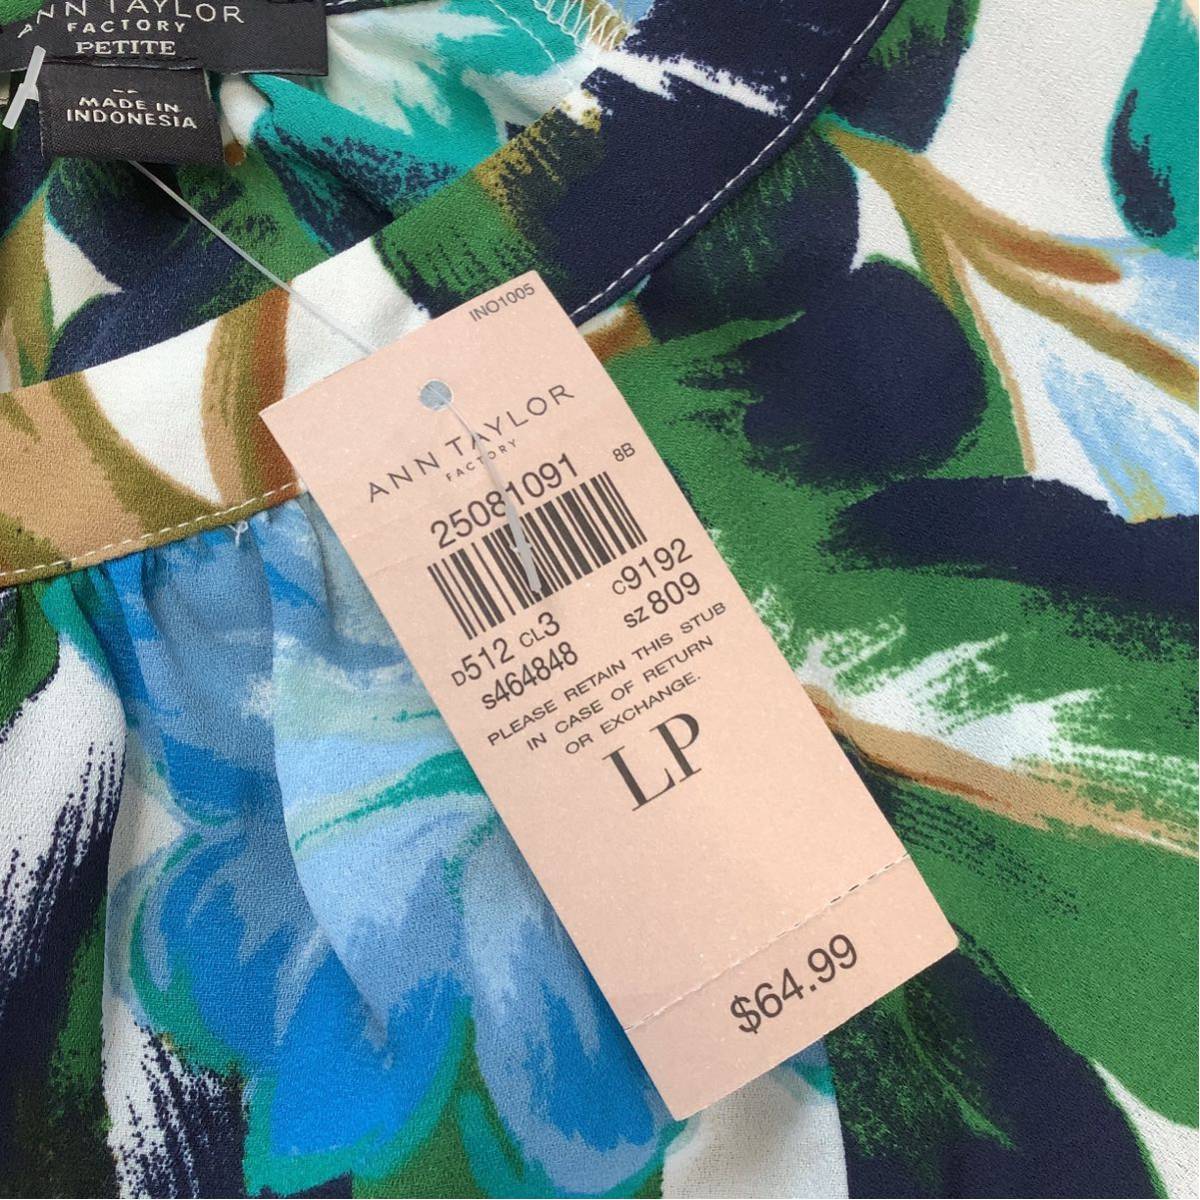 ANN TAYLOR
FACTORY
PETITE
MADE IN
INDONESIA
INO1005
ANN TAYLOR
FACTORY
25081091 8B
D512 CL3 C9192
S464848 SZ 809
PLEASE RETAIN THIS STUB
IN CASE OF RETURN
OR EXCHANGE.
LP
$64.99